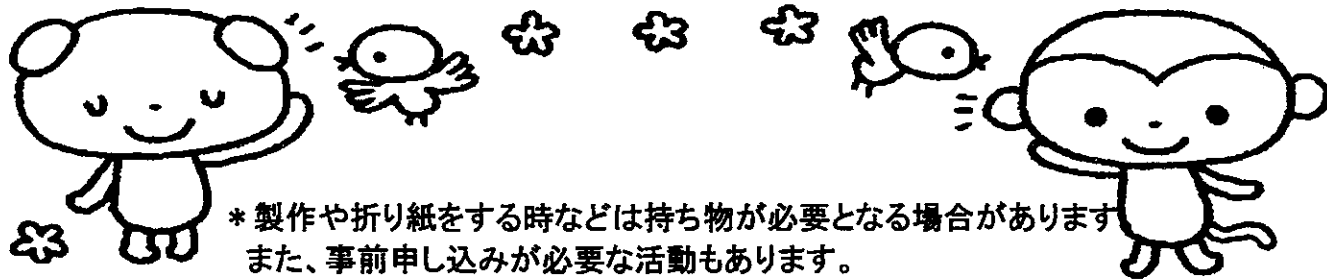 *製作や折り紙をする時などは持ち物が必要となる場合があります
また、事前申し込みが必要な活動もあります。